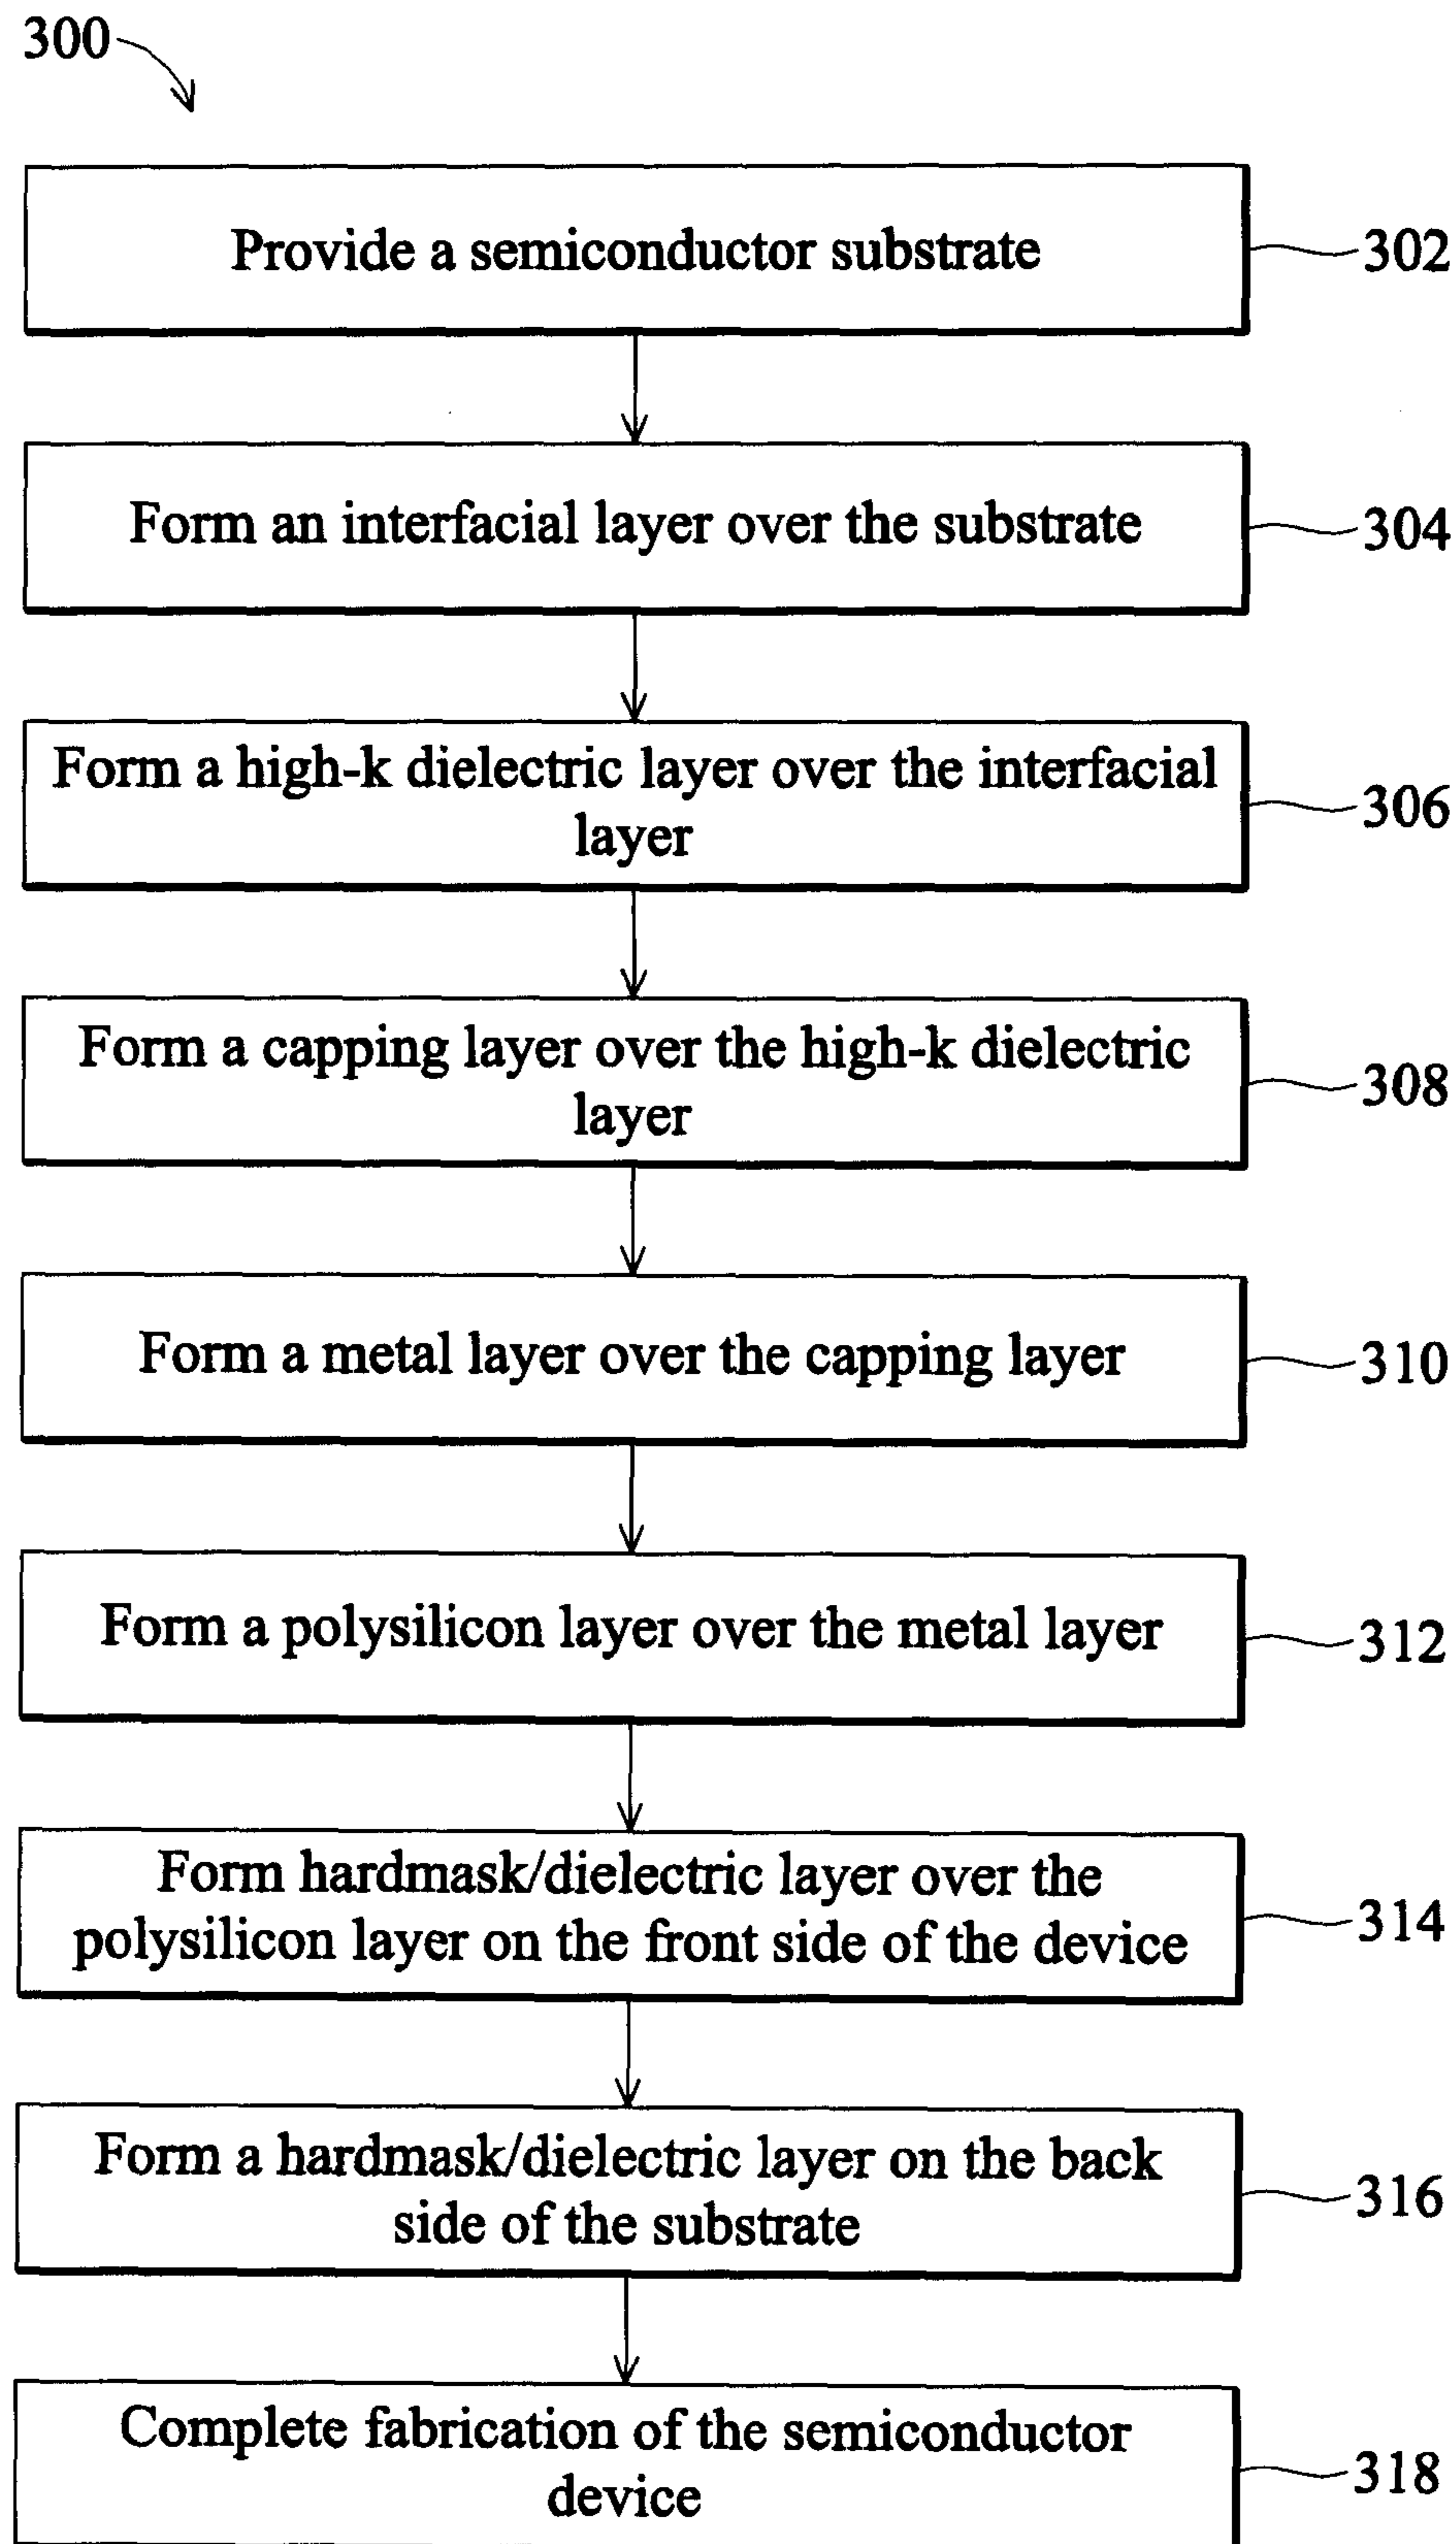 300
Provide a semiconductor substrate
302
Form an interfacial layer over the substrate
304
Form a high-k dielectric layer over the interfacial
layer
306
Form a capping layer over the high-k dielectric
layer
308
Form a metal layer over the capping layer
310
Form a polysilicon layer over the metal layer
312
Form hardmask/dielectric layer over the
polysilicon layer on the front side of the device
314
Form a hardmask/dielectric layer on the back
side of the substrate
316
Complete fabrication of the semiconductor
device
318